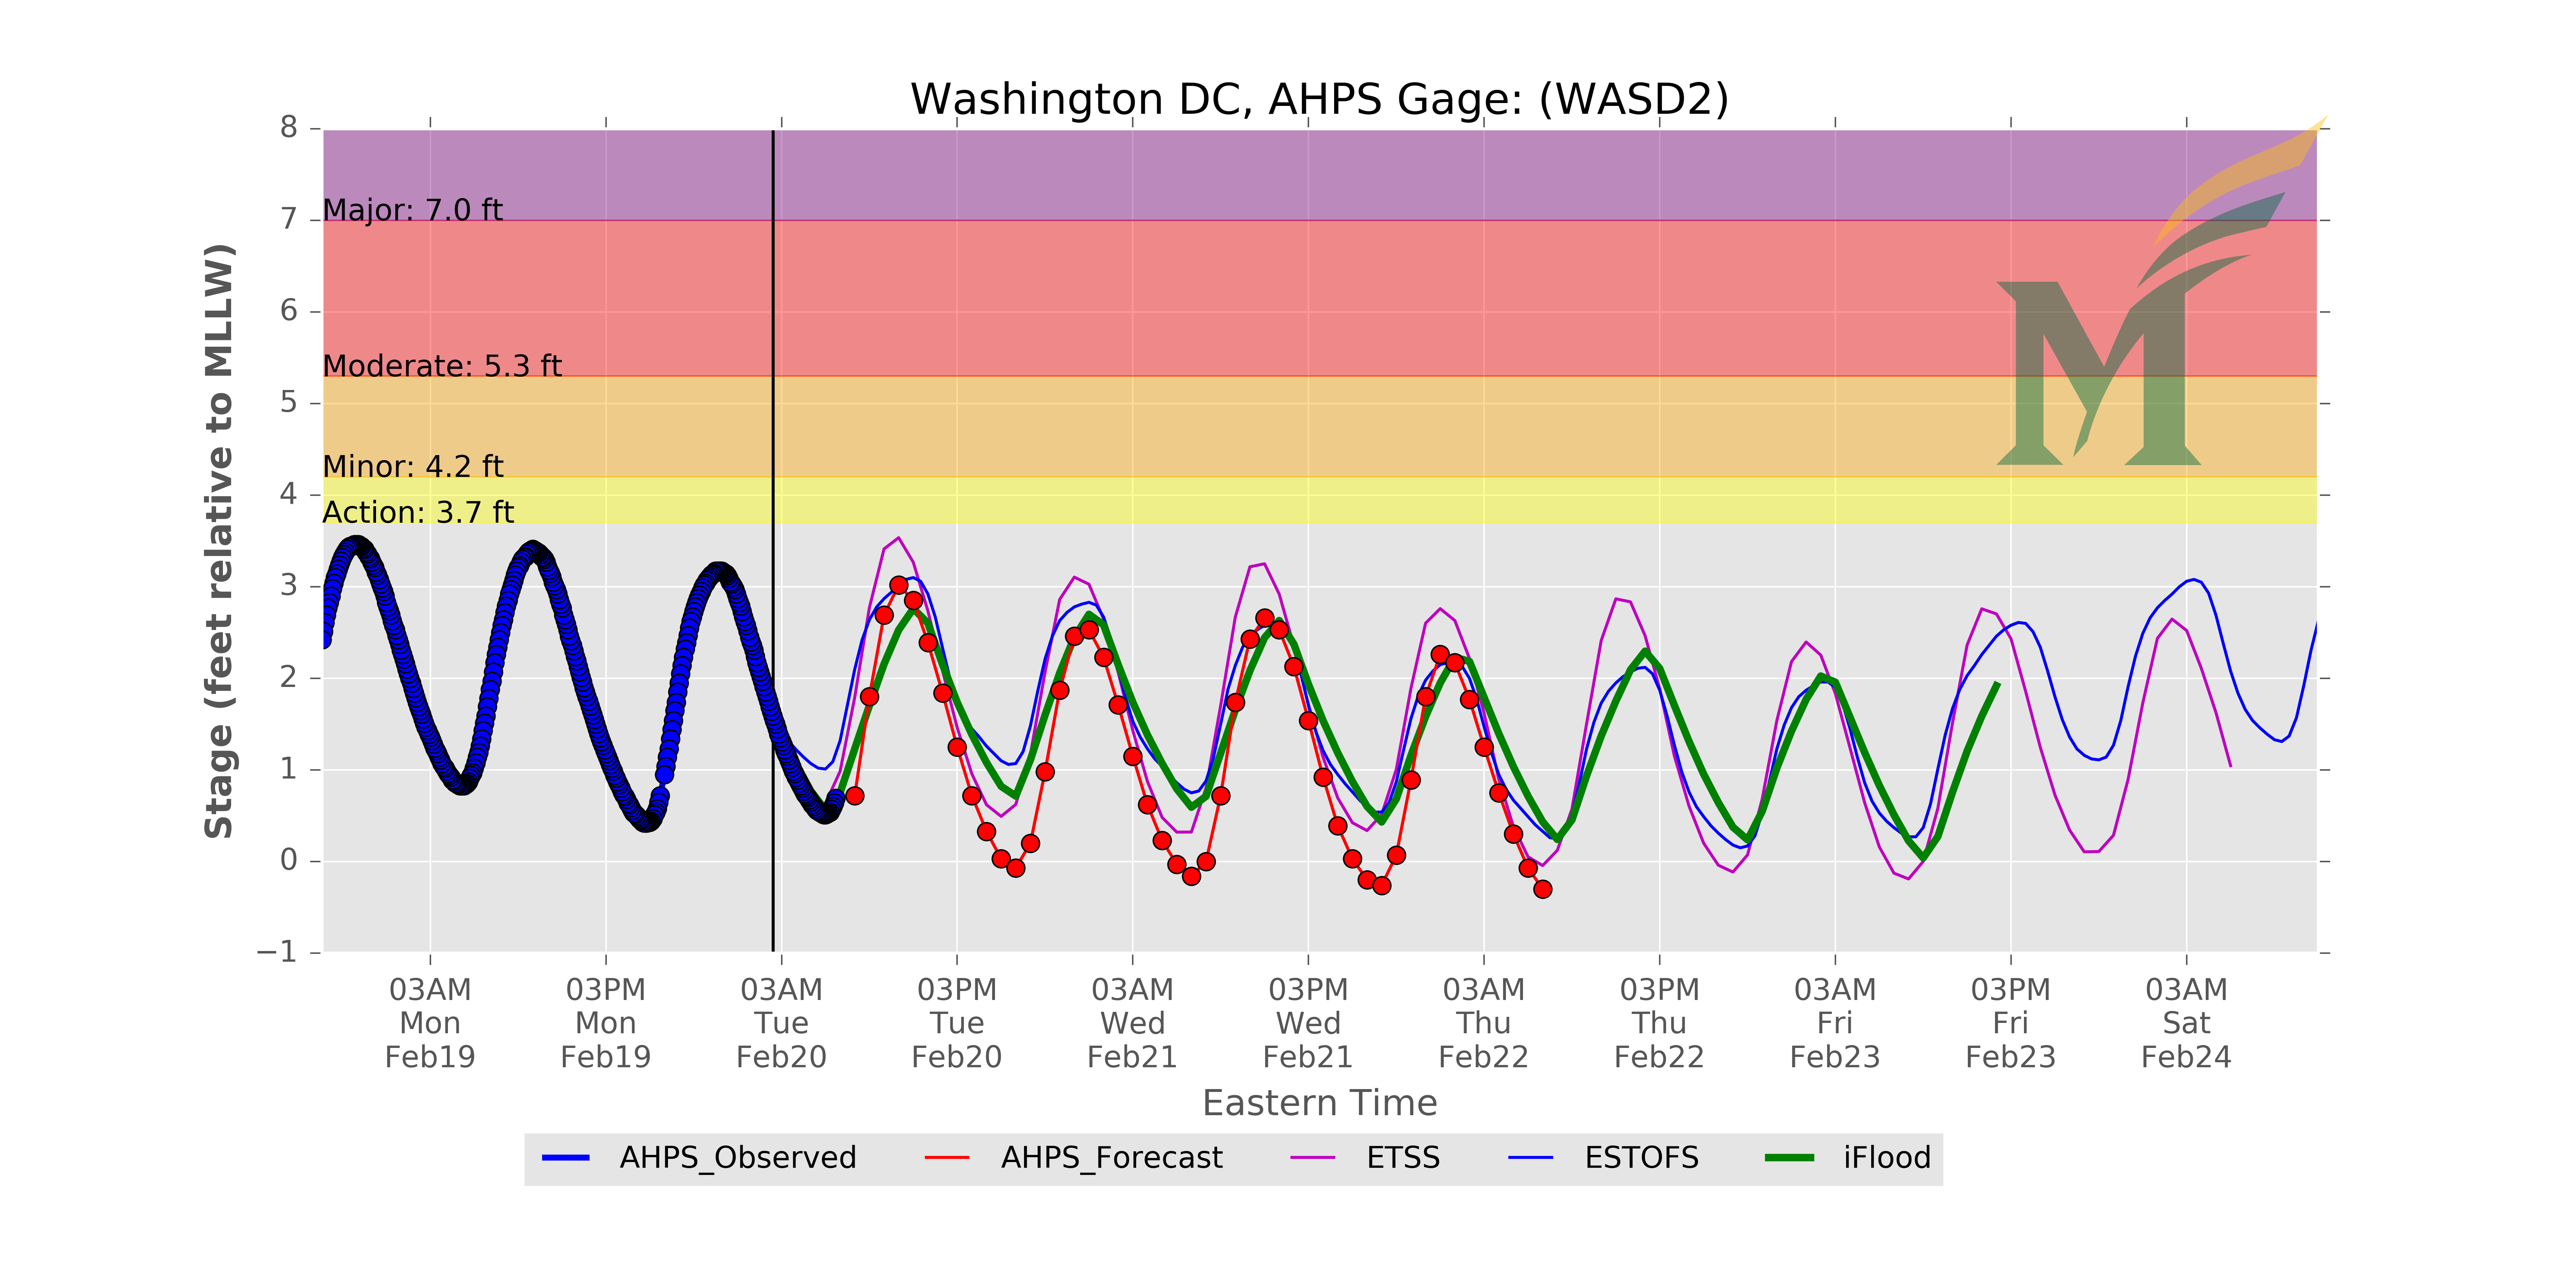 Washington DC, AHPS Gage: (WASD2)
Stage (feet relative to MLLW)
8
7
6
5
4
3
2
1
0
−1
Major: 7.0 ft
Moderate: 5.3 ft
Minor: 4.2 ft
Action: 3.7 ft
M
03AM
Mon
Feb19
03PM
Mon
Feb19
03AM
Tue
Feb20
03PM
Tue
Feb20
03AM
Wed
Feb21
03PM
Wed
Feb21
03AM
Thu
Feb22
03PM
Thu
Feb22
03AM
Fri
Feb23
03PM
Fri
Feb23
03AM
Sat
Feb24
Eastern Time
AHPS_Observed
AHPS_Forecast
ETSS
ESTOFS
iFlood